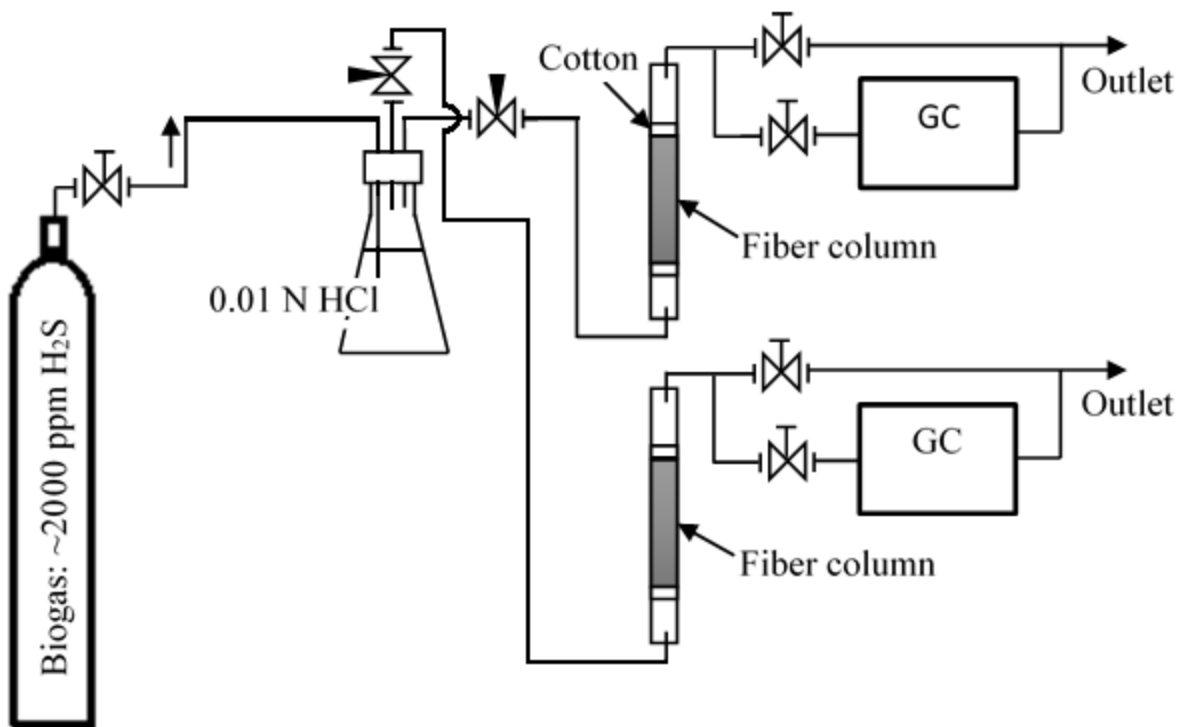 Biogas: ~2000 ppm H₂S
0.01 N HCl
Cotton
Fiber column
GC
Outlet
Fiber column
GC
Outlet